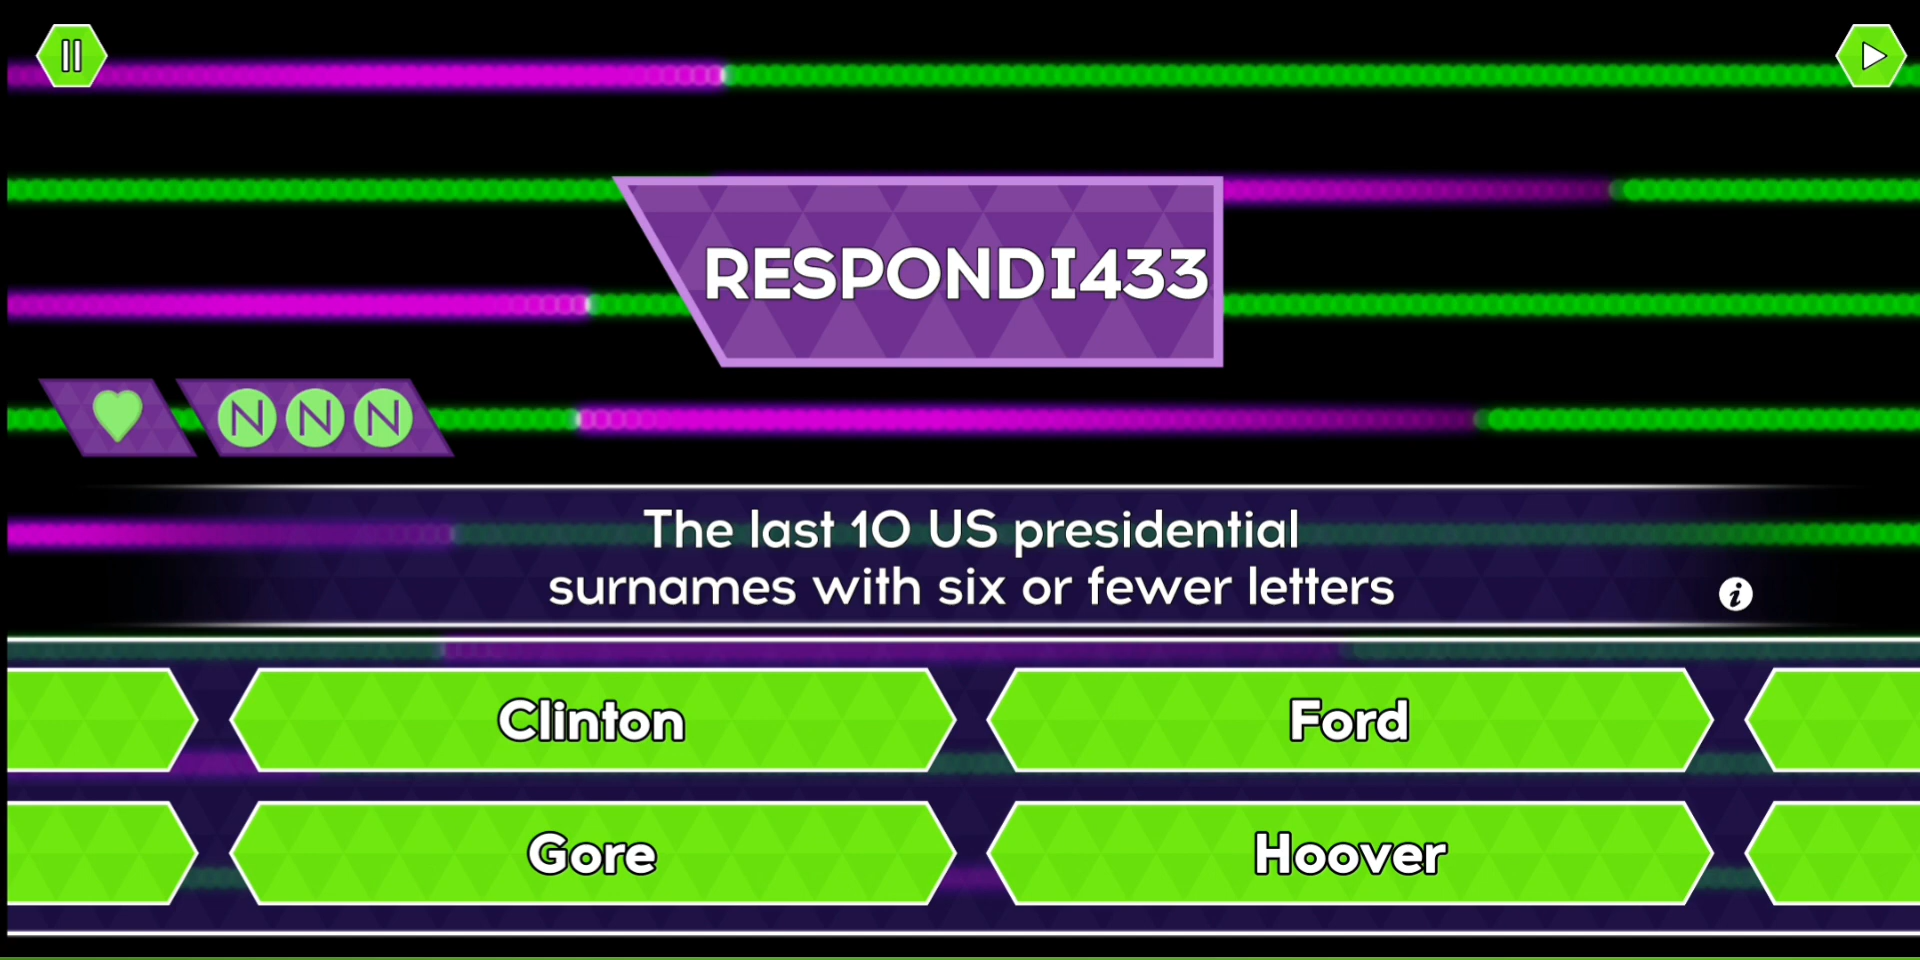 RESPONDI433
N N N
The last 10 US presidential
surnames with six or fewer letters
i
Clinton
Ford
Gore
Hoover